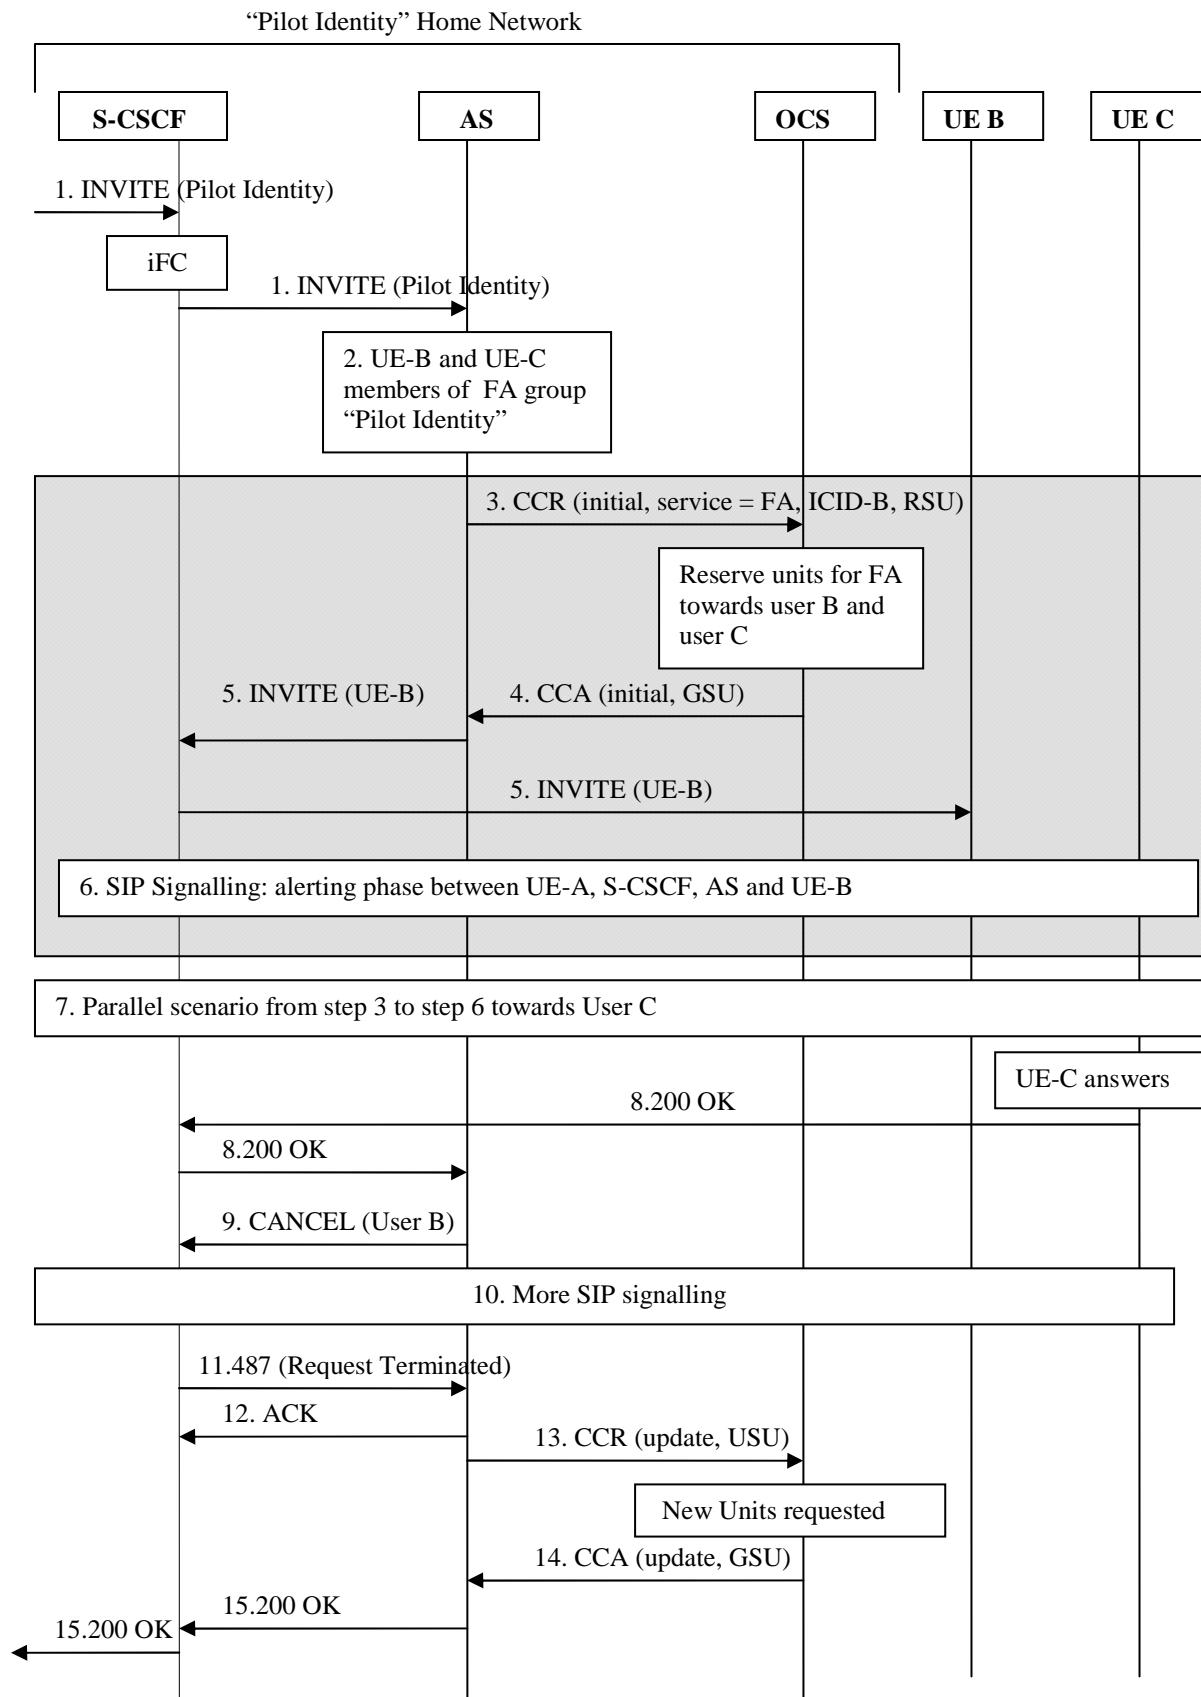 “Pilot Identity” Home Network
S-CSCF
AS
OCS
UE B
UE C
1. INVITE (Pilot Identity)
iFC
1. INVITE (Pilot Identity)
2. UE-B and UE-C
members of FA group
“Pilot Identity”
3. CCR (initial, service = FA, ICID-B, RSU)
Reserve units for FA
towards user B and
user C
5. INVITE (UE-B)
4. CCA (initial, GSU)
5. INVITE (UE-B)
6. SIP Signalling: alerting phase between UE-A, S-CSCF, AS and UE-B
7. Parallel scenario from step 3 to step 6 towards User C
UE-C answers
8.200 OK
8.200 OK
9. CANCEL (User B)
10. More SIP signalling
11.487 (Request Terminated)
12. ACK
13. CCR (update, USU)
New Units requested
14. CCA (update, GSU)
15.200 OK
15.200 OK